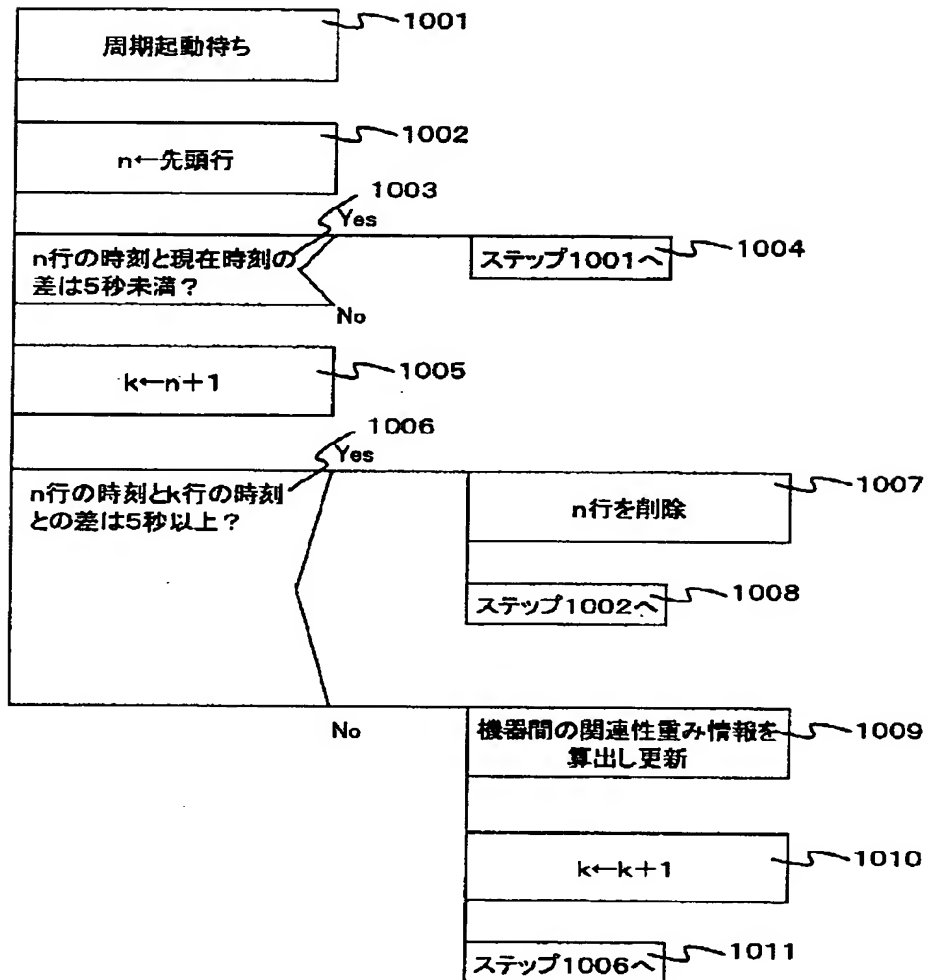 1001
周期起動待ち
1002
n←先頭行
1003
Yes
n行の時刻と現在時刻の
差は5秒未満？
1004
ステップ1001へ
No
1005
k←n+1
1006
Yes
n行の時刻とk行の時刻
との差は5秒以上？
1007
n行を削除
1008
ステップ1002へ
No
機器間の関連性重み情報を
算出し更新
1009
k←k+1
1010
1011
ステップ1006へ